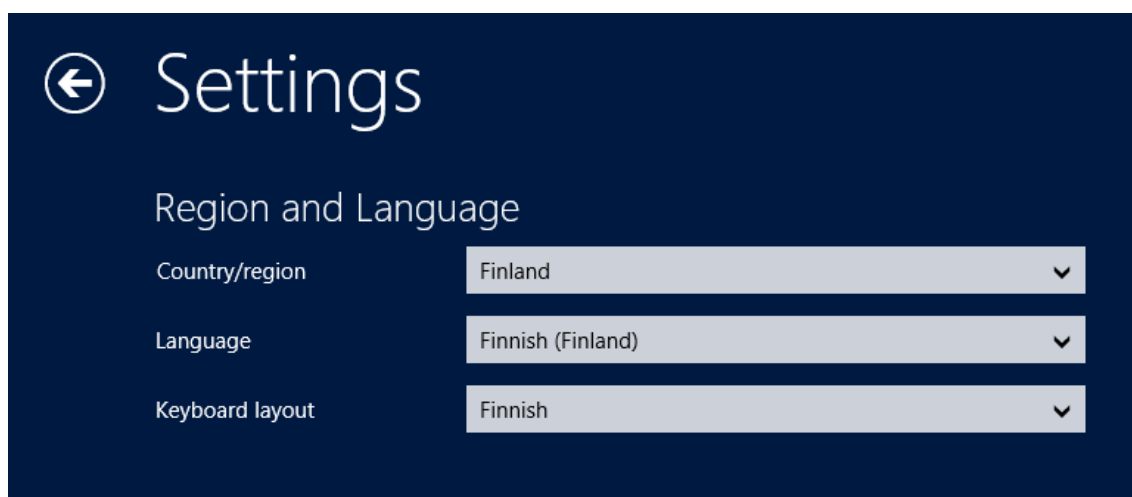 Settings
Region and Language
Country/region Finland
Language Finnish (Finland)
Keyboard layout Finnish